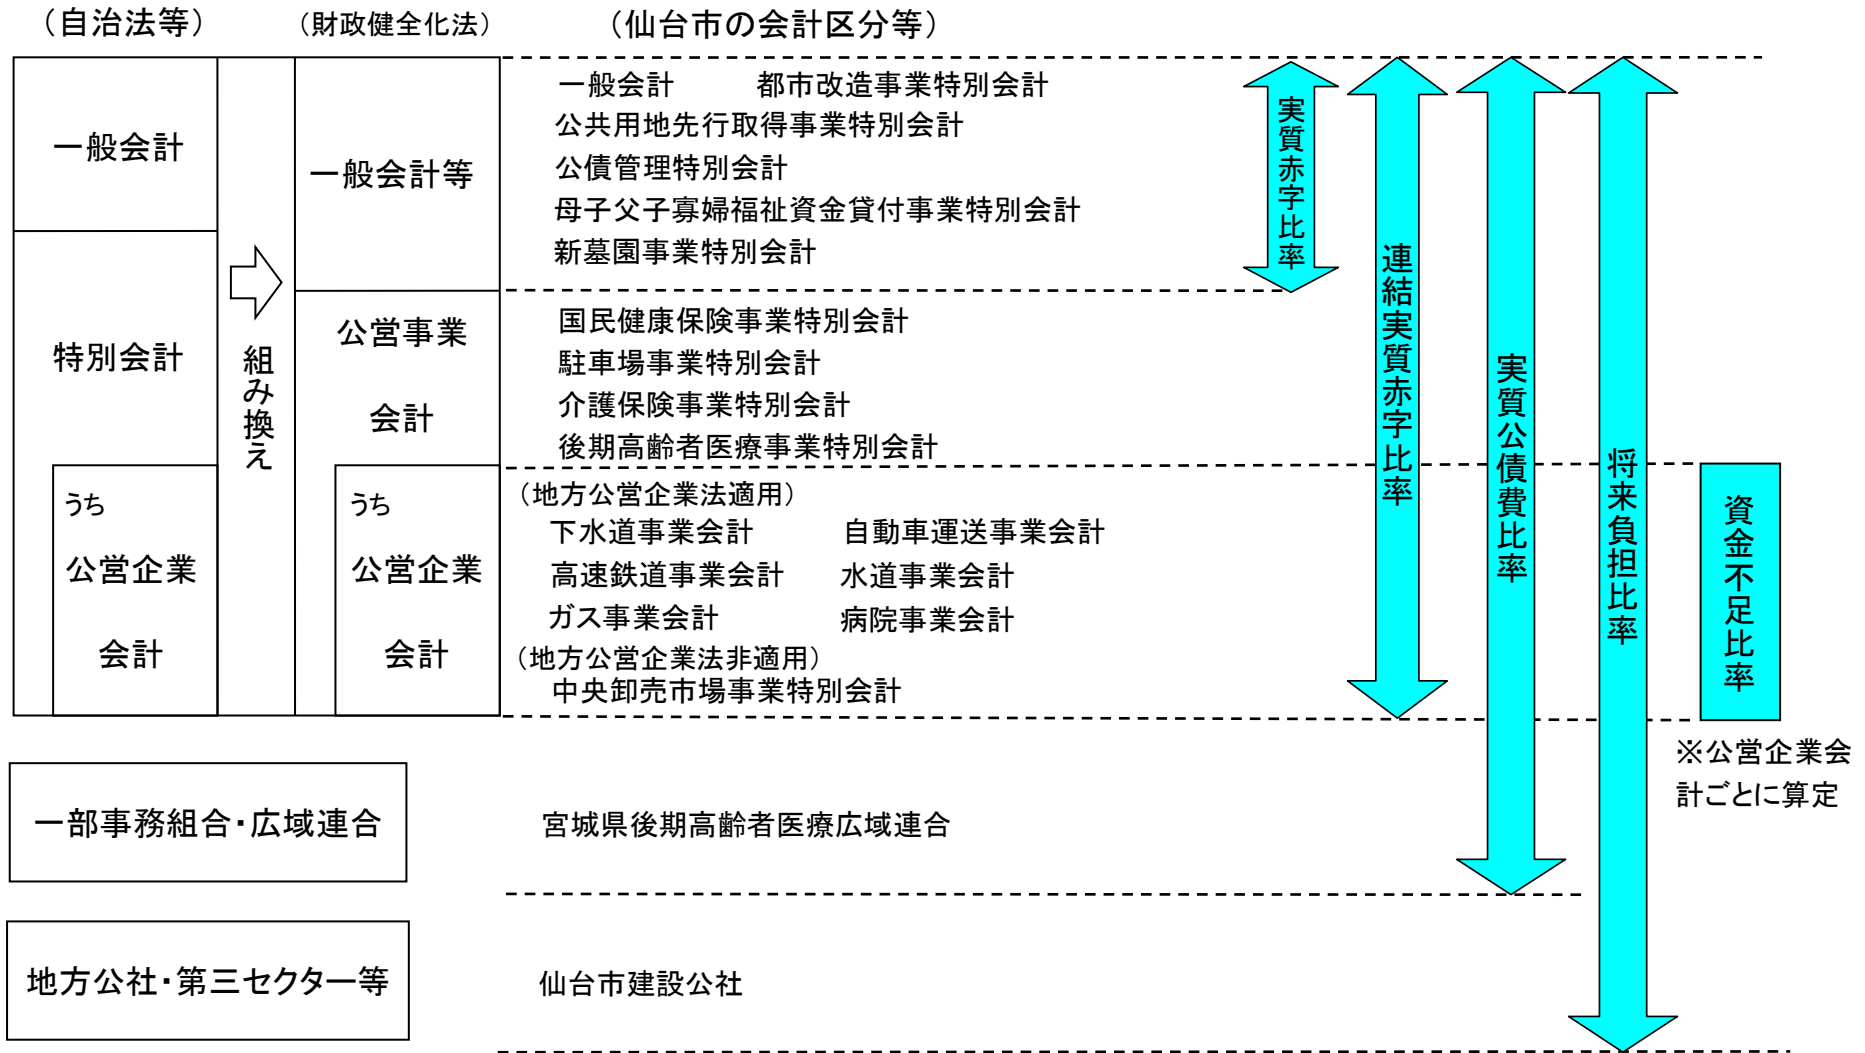 （自治法等）
（財政健全化法）
（仙台市の会計区分等）
一般会計
特別会計
うち
公営企業
会計
組み換え
一般会計等
公営事業
会計
うち
公営企業
会計
一般会計　都市改造事業特別会計
公共用地先行取得事業特別会計
公債管理特別会計
母子父子寡婦福祉資金貸付事業特別会計
新墓園事業特別会計
国民健康保険事業特別会計
駐車場事業特別会計
介護保険事業特別会計
後期高齢者医療事業特別会計
（地方公営企業法適用）
下水道事業会計　自動車運送事業会計
高速鉄道事業会計　水道事業会計
ガス事業会計　病院事業会計
（地方公営企業法非適用）
中央卸売市場事業特別会計
実質赤字比率
連結実質赤字比率
実質公債費比率
将来負担比率
資金不足比率
※公営企業会
計ごとに算定
一部事務組合・広域連合
宮城県後期高齢者医療広域連合
地方公社・第三セクター等
仙台市建設公社